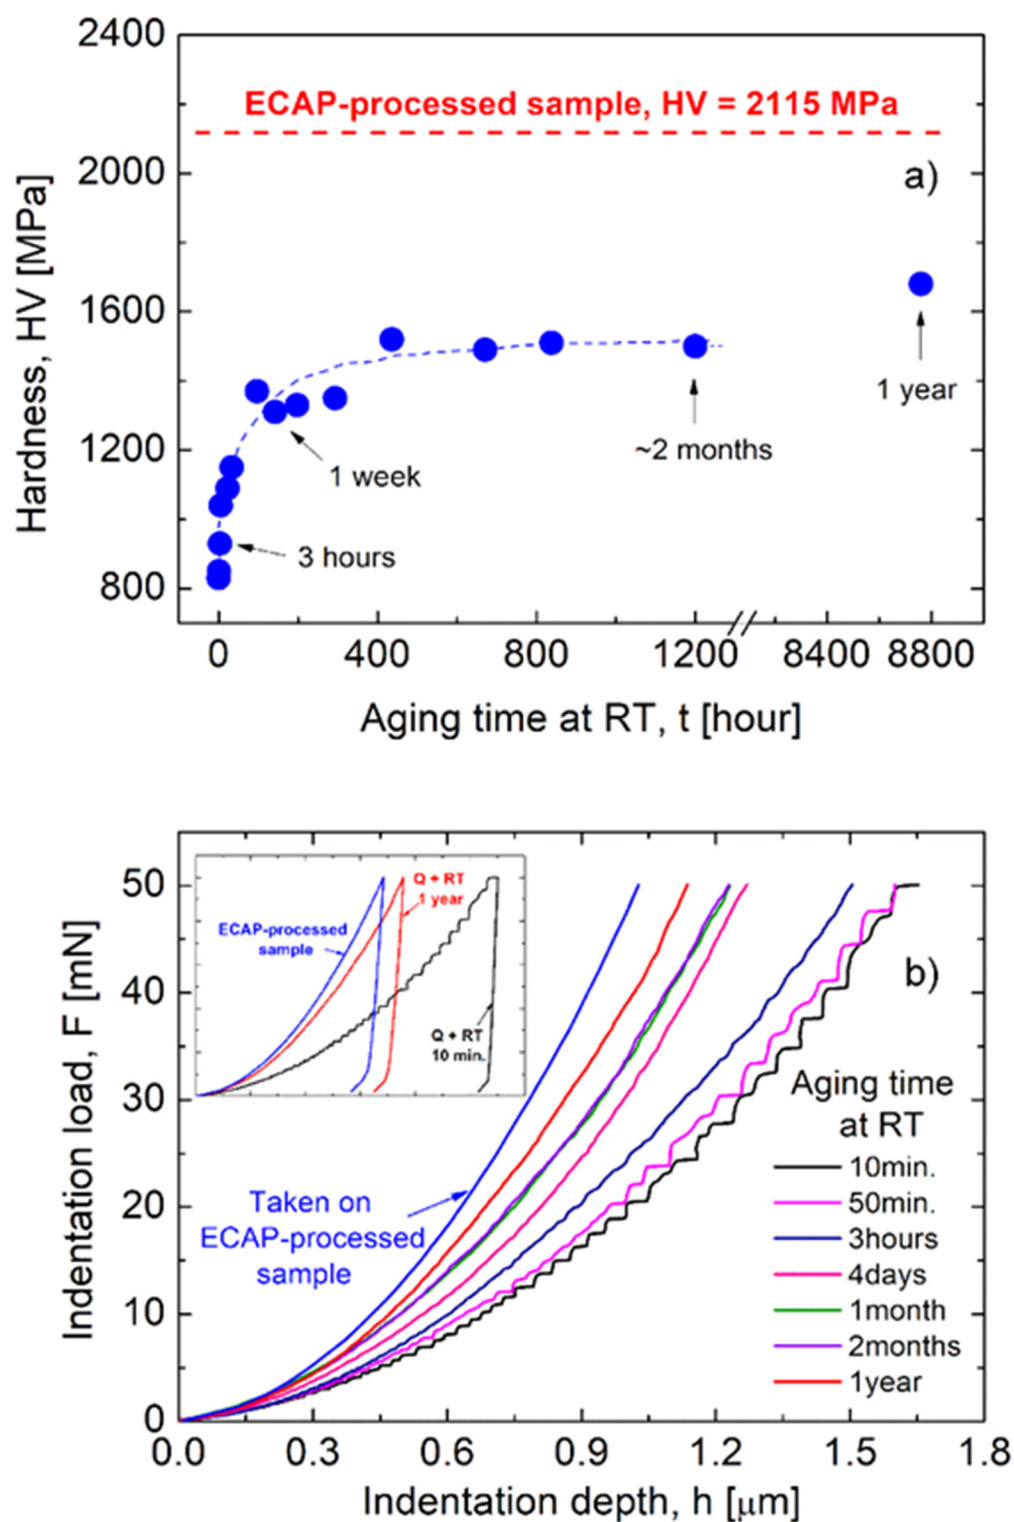 2400
ECAP-processed sample, HV = 2115 MPa
2000
a)
1600
1 year
1200
~2 months
1 week
3 hours
800
Hardness, HV [MPa]
0 400 800 1200 8400 8800
Aging time at RT, t [hour]
50
Q + RT
1 year
ECAP-processed
sample
Q + RT
10 min.
b)
40
30
Taken on
ECAP-processed
sample
Aging time
at RT
10min.
50min.
3hours
4days
1month
2months
1year
20
10
0
Indentation load, F [mN]
0.0 0.3 0.6 0.9 1.2 1.5 1.8
Indentation depth, h [μm]